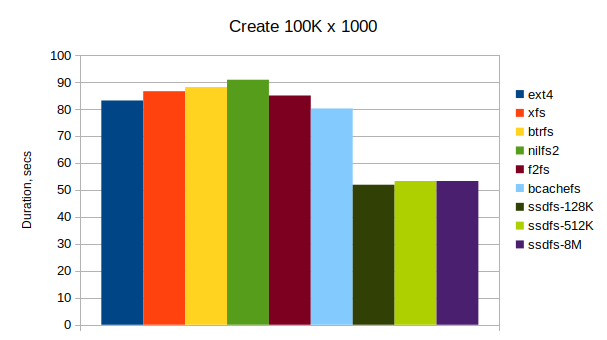 Create 100K x 1000
100
90
80
70
60
50
40
30
20
10
0
Duration, secs
ext4
xfs
btrfs
nilfs2
f2fs
bcachefs
ssdfs-128K
ssdfs-512K
ssdfs-8M